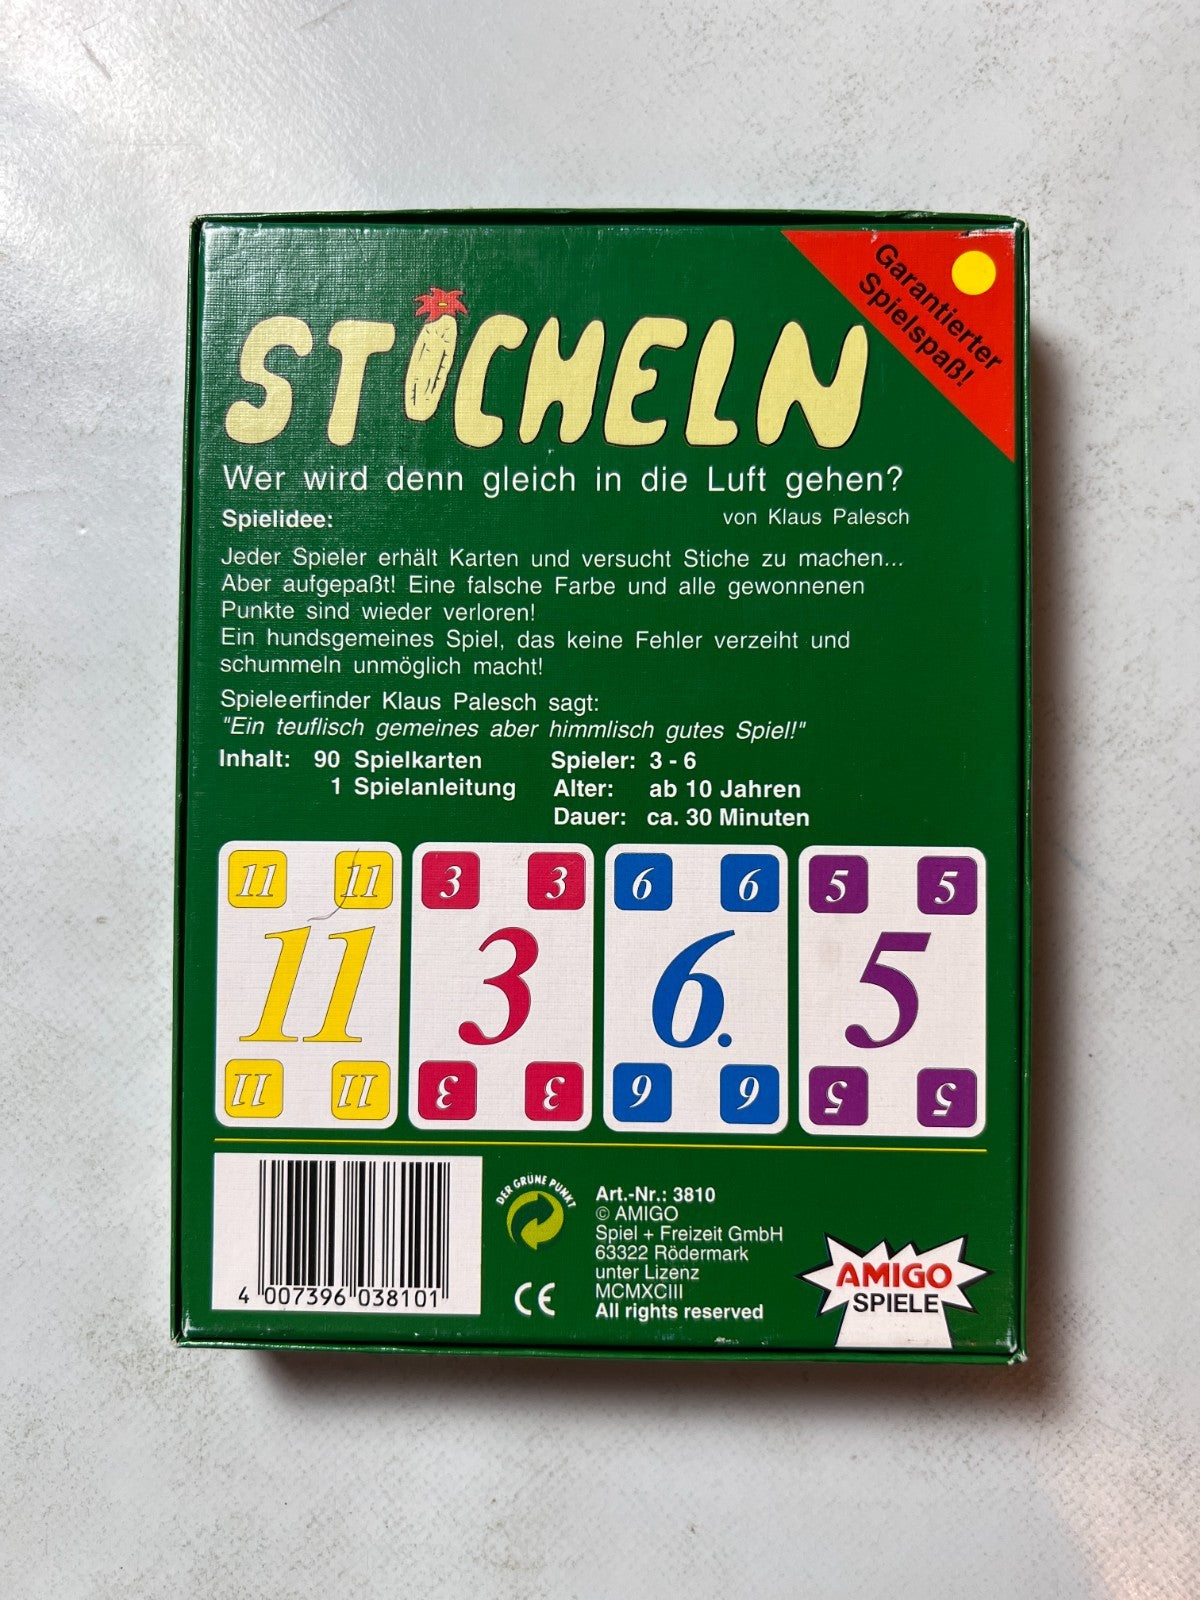 Garantierter
Spielspaß!
STICHELN
Wer wird denn gleich in die Luft gehen?
Spielidee:
von Klaus Palesch
Jeder Spieler erhält Karten und versucht Stiche zu machen...
Aber aufgepaßt! Eine falsche Farbe und alle gewonnenen
Punkte sind wieder verloren!
Ein hundsgemeines Spiel, das keine Fehler verzeiht und
schummeln unmöglich macht!
Spieleerfinder Klaus Palesch sagt:
"Ein teuflisch gemeines aber himmlisch gutes Spiel!"
Inhalt: 90 Spielkarten
1 Spielanleitung
Spieler: 3 - 6
Alter: ab 10 Jahren
Dauer: ca. 30 Minuten
11 11
11
11 11
3 3
3
3 3
6 6
6.
6 6
5 5
5
5 5
4 007396 038101
DER GRÜNE PUNKT
CE
Art.-Nr.: 3810
© AMIGO
Spiel + Freizeit GmbH
63322 Rödermark
unter Lizenz
MCMXCIII
All rights reserved
AMIGO
SPIELE